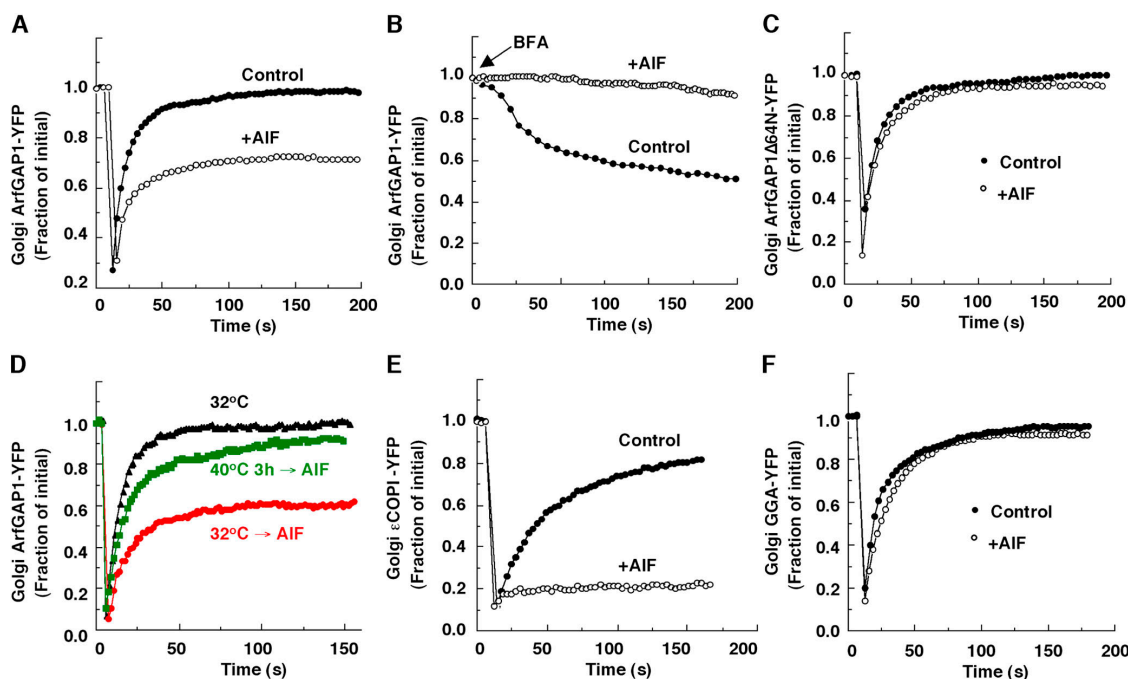 A
Golgi ArfGAP1-YFP
(Fraction of initial)
1.0
0.8
0.6
0.4
0.2
Control
+AlF
0 50 100 150 200
Time (s)
B
Golgi ArfGAP1-YFP
(Fraction of initial)
1.0
0.8
0.6
0.4
0.2
0.0
BFA
+AlF
Control
0 50 100 150 200
Time (s)
C
Golgi ArfGAP1Δ64N-YFP
(Fraction of initial)
1.0
0.8
0.6
0.4
0.2
0.0
Control
+AlF
0 50 100 150 200
Time (s)
D
Golgi ArfGAP1-YFP
(Fraction of initial)
1.0
0.8
0.6
0.4
0.2
0.0
32°C
40°C 3h → AlF
32°C → AlF
0 50 100 150
Time (s)
E
Golgi εCOPI-YFP
(Fraction of initial)
1.0
0.8
0.6
0.4
0.2
0.0
Control
+AlF
0 50 100 150 200
Time (s)
F
Golgi GGA-YFP
(Fraction of initial)
1.0
0.8
0.6
0.4
0.2
0.0
Control
+AlF
0 50 100 150 200
Time (s)